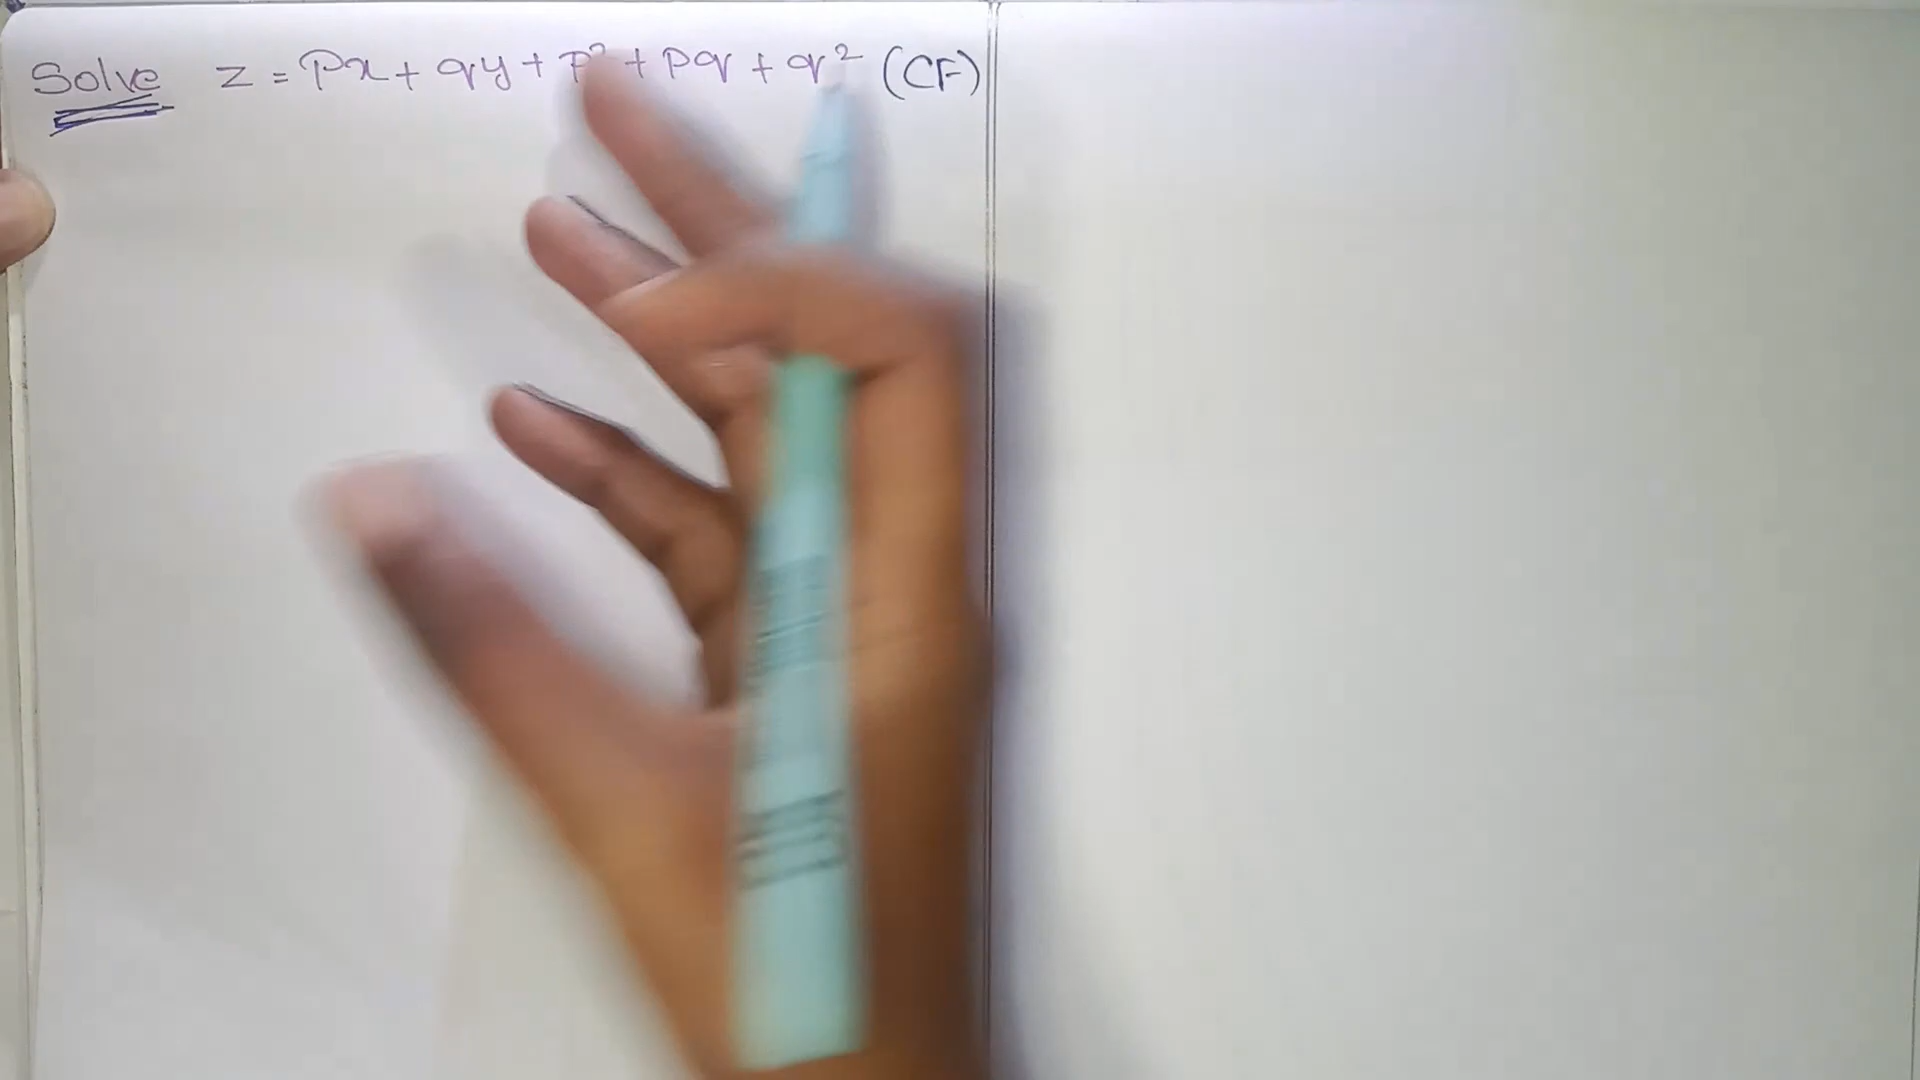 Solve z = Px + qy + P² + pq + q² (CF)